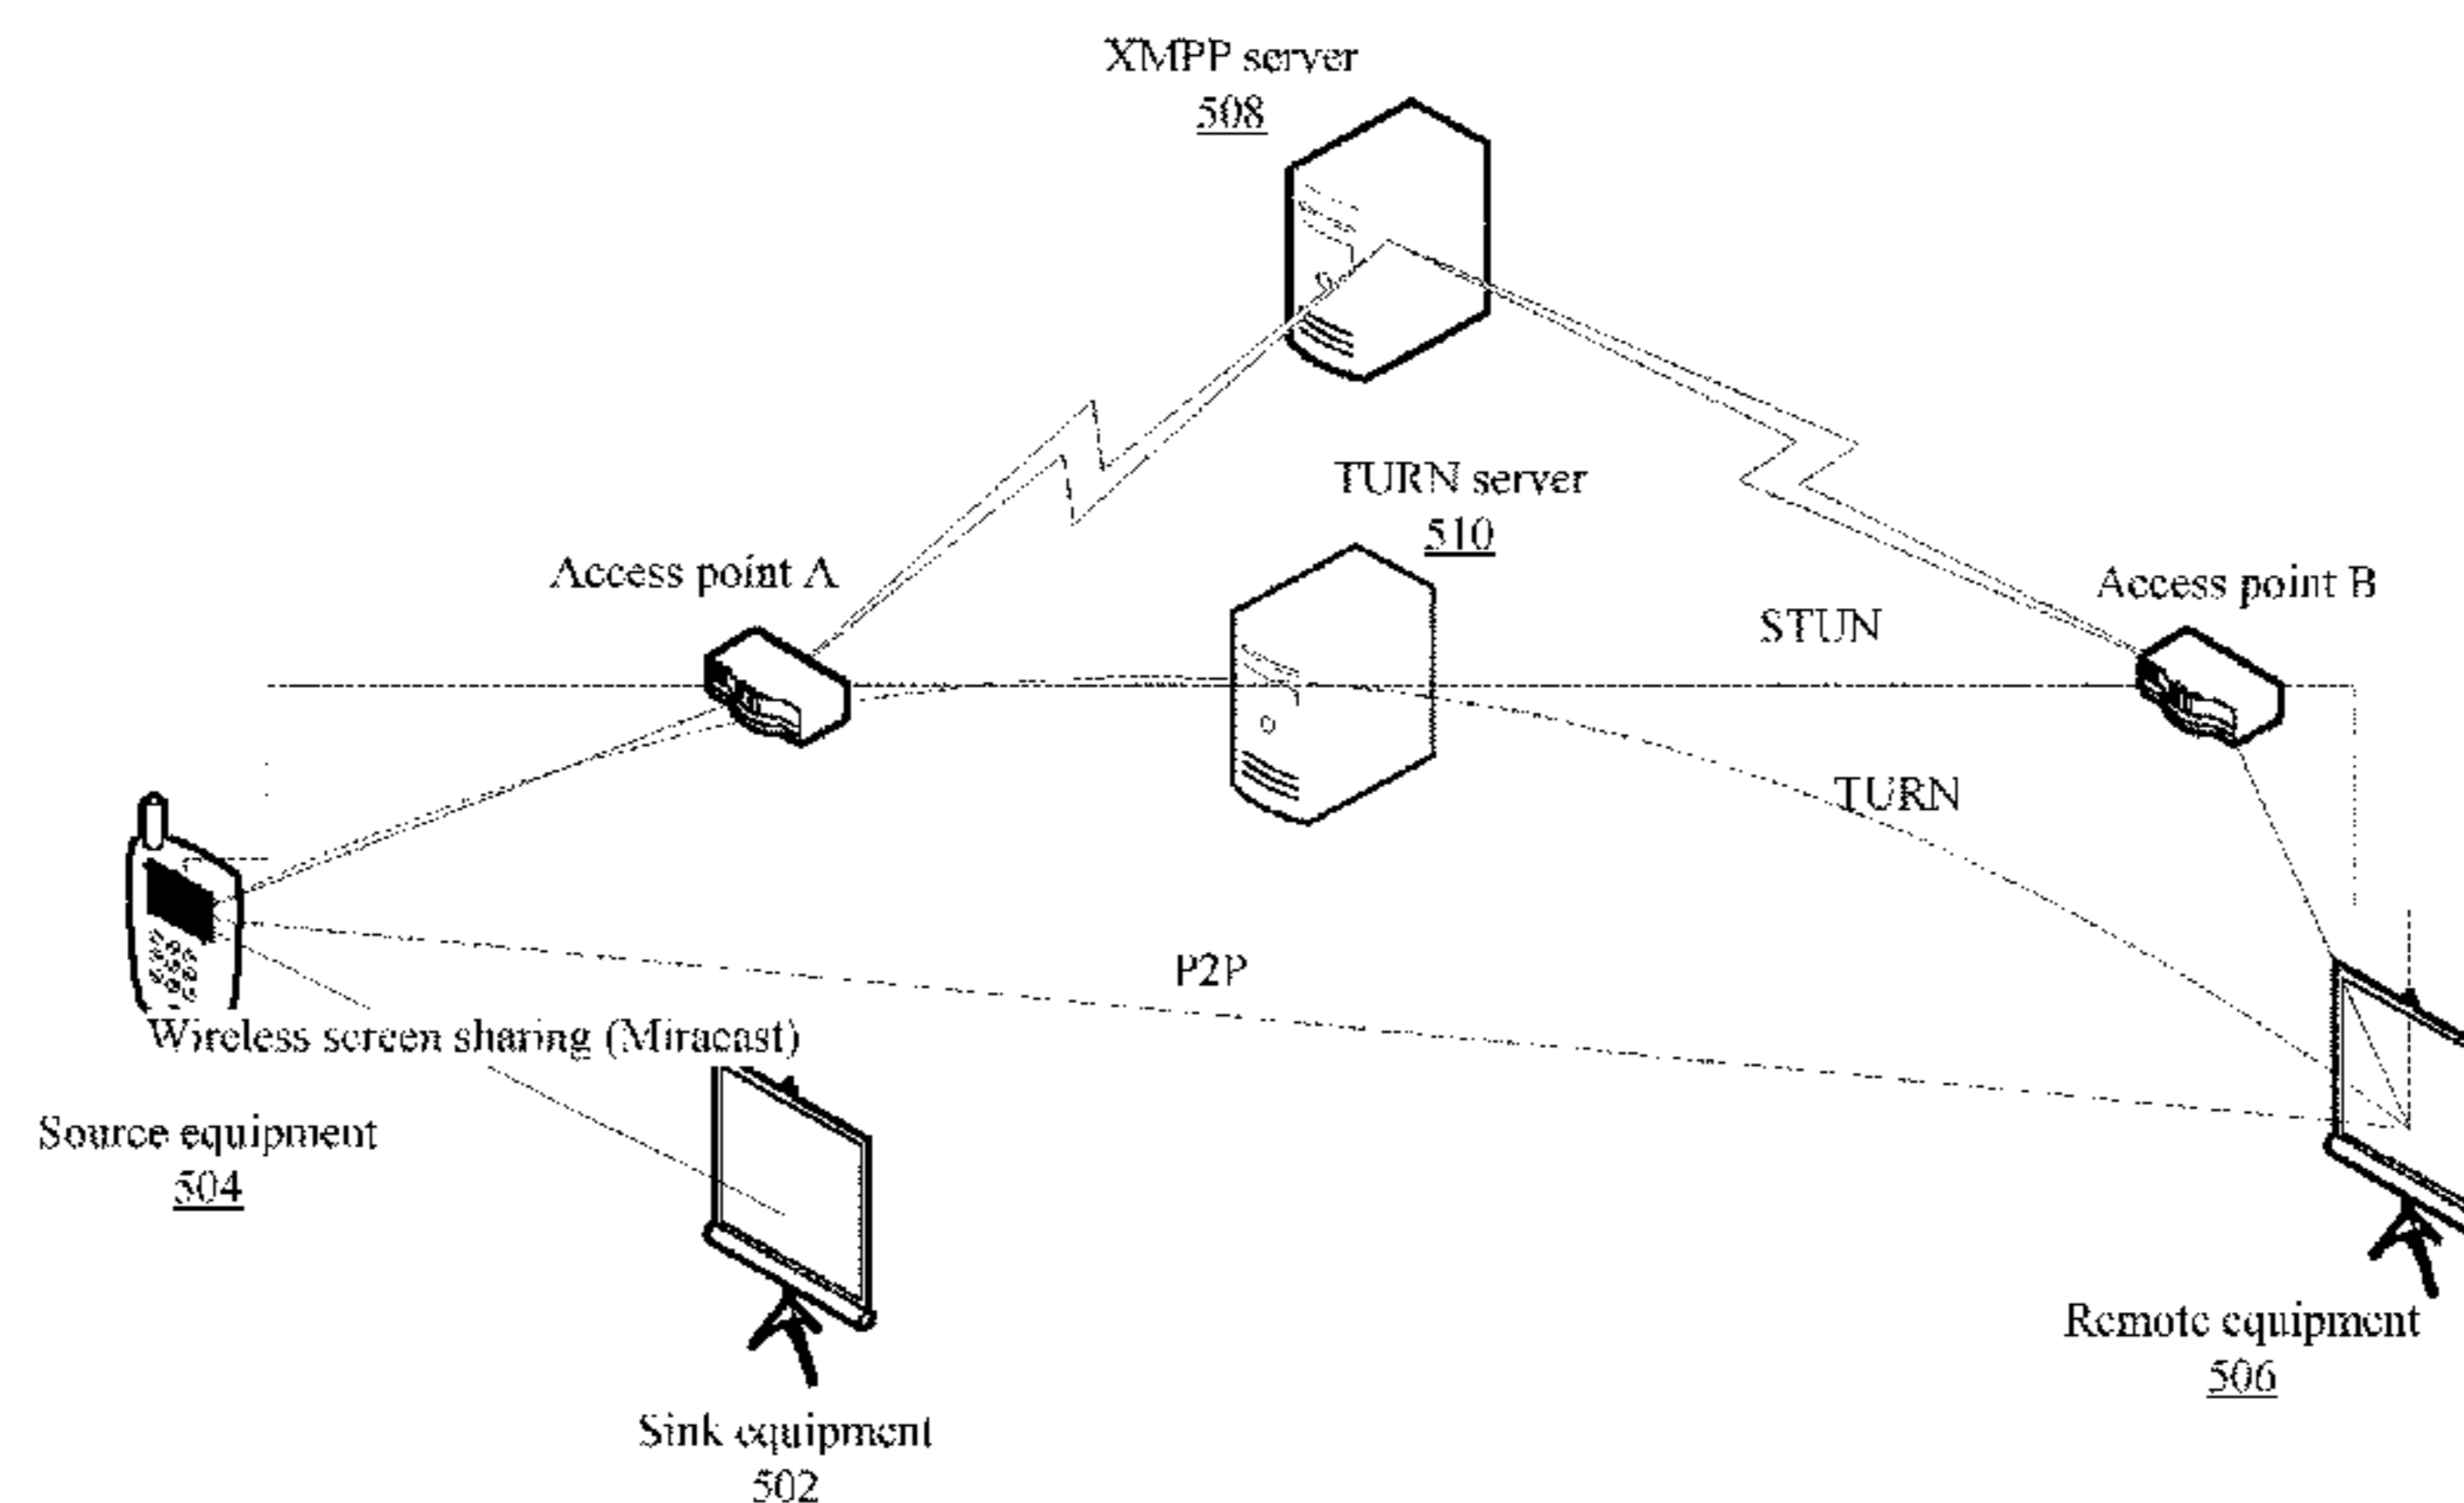 XMPP server
508
TURN server
510
Access point A
Access point B
STUN
TURN
P2P
Wireless screen sharing (Miracast)
Source equipment
504
Remote equipment
506
Sink equipment
502